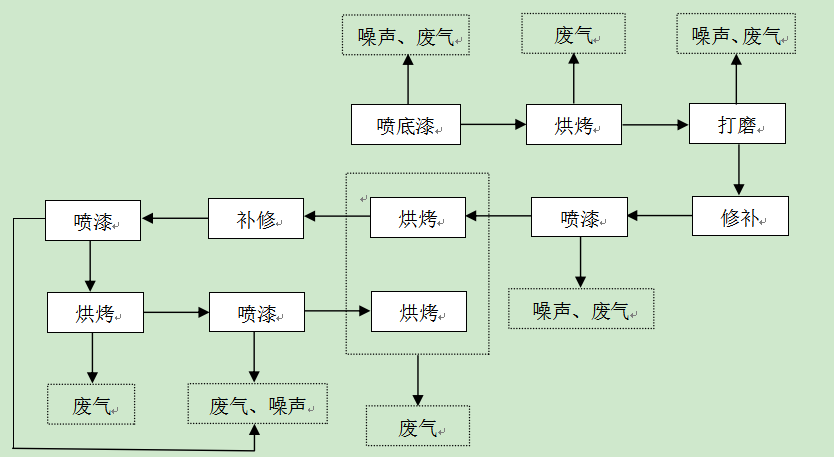 噪声、废气
废气
噪声、废气
喷底漆
烘烤
打磨
喷漆
补修
烘烤
喷漆
修补
烘烤
喷漆
烘烤
噪声、废气
废气
废气、噪声
废气